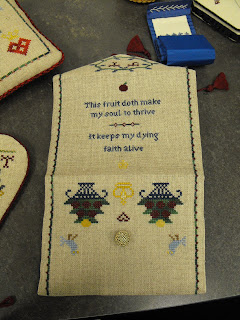 This fruit doth make
my soul to thrive
It keeps my dying
faith alive